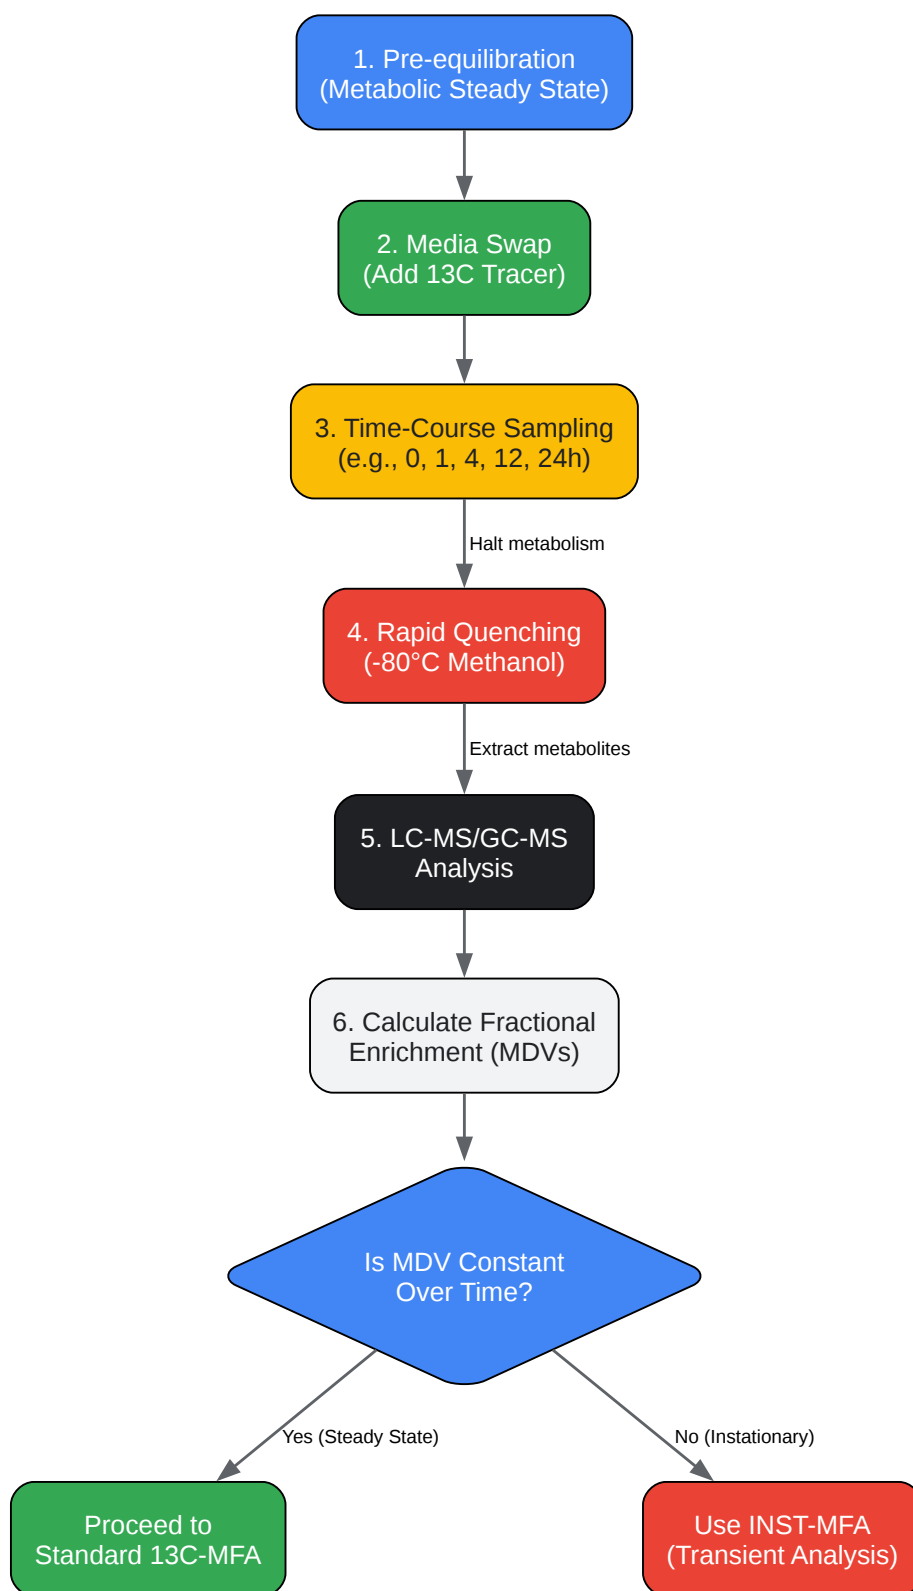 1. Pre-equilibration
(Metabolic Steady State)
2. Media Swap
(Add 13C Tracer)
3. Time-Course Sampling
(e.g., 0, 1, 4, 12, 24h)
Halt metabolism
4. Rapid Quenching
(-80°C Methanol)
Extract metabolites
5. LC-MS/GC-MS
Analysis
6. Calculate Fractional
Enrichment (MDVs)
Is MDV Constant
Over Time?
Yes (Steady State)
No (Instationary)
Proceed to
Standard 13C-MFA
Use INST-MFA
(Transient Analysis)